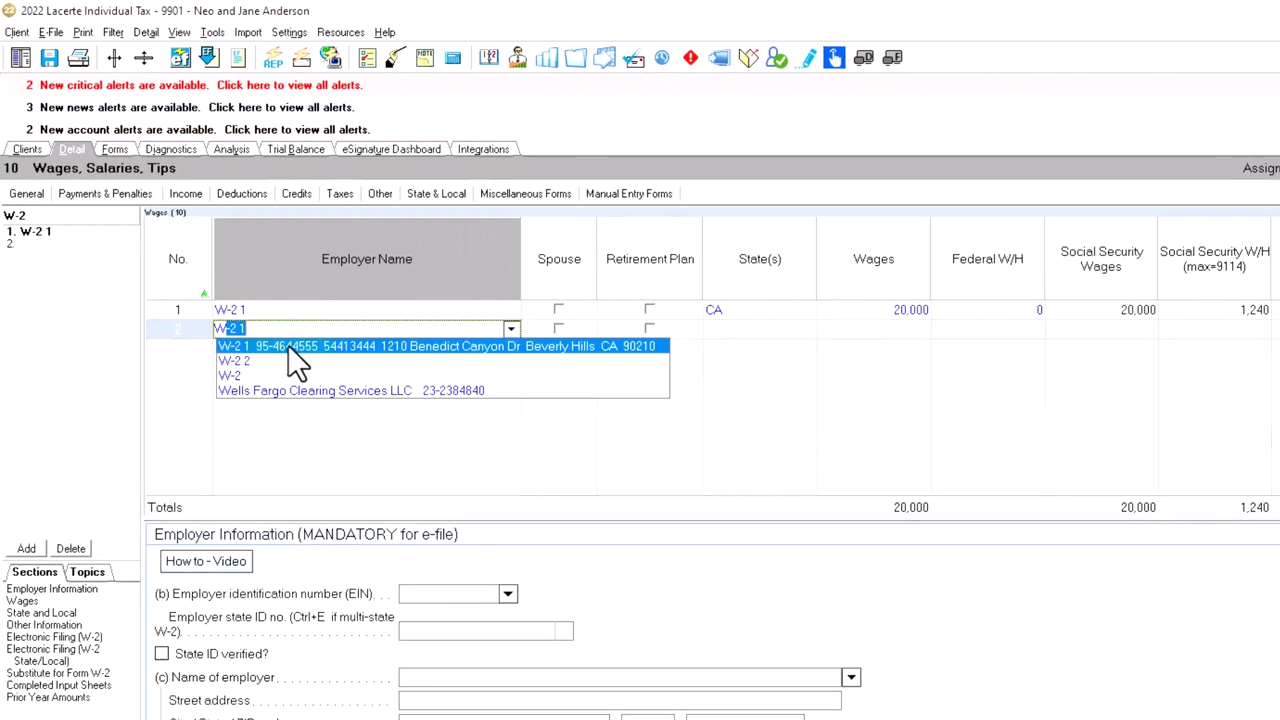 2022 Lacerte Individual Tax - 9901 - Neo and Jane Anderson
Client E-File Print Filter Detail View Tools Import Settings Resources Help
REP NOTE
2 New critical alerts are available. Click here to view all alerts.
3 New news alerts are available. Click here to view all alerts.
2 New account alerts are available. Click here to view all alerts.
Clients Detail Forms Diagnostics Analysis Trial Balance eSignature Dashboard Integrations
10 Wages, Salaries, Tips Assign
General Payments & Penalties Income Deductions Credits Taxes Other State & Local Miscellaneous Forms Manual Entry Forms
W-2
1. W-2 1
2.
Wages (10)
No. Employer Name Spouse Retirement Plan State(s) Wages Federal W/H Social Security Wages Social Security W/H (max=9114)
1 W-2 1 CA 20,000 0 20,000 1,240
2 W-2 1
W-2 1 95-4644555 54413444 1210 Benedict Canyon Dr Beverly Hills CA 90210
W-2 2
W-2
Wells Fargo Clearing Services LLC 23-2384840
Totals 20,000 20,000 1,240
Employer Information (MANDATORY for e-file)
How to - Video
(b) Employer identification number (EIN). . .
Employer state ID no. (Ctrl+E if multi-state
W-2). . . . . . . . . . . . . . . . . . . . . . . . . . . .
State ID verified?
(c) Name of employer . . . . . . . . . . . . . .
Street address . . . . . . . . . . . . . . . . .
Add Delete
Sections Topics
Employer Information
Wages
State and Local
Other Information
Electronic Filing (W-2)
Electronic Filing (W-2
State/Local)
Substitute for Form W-2
Completed Input Sheets
Prior Year Amounts